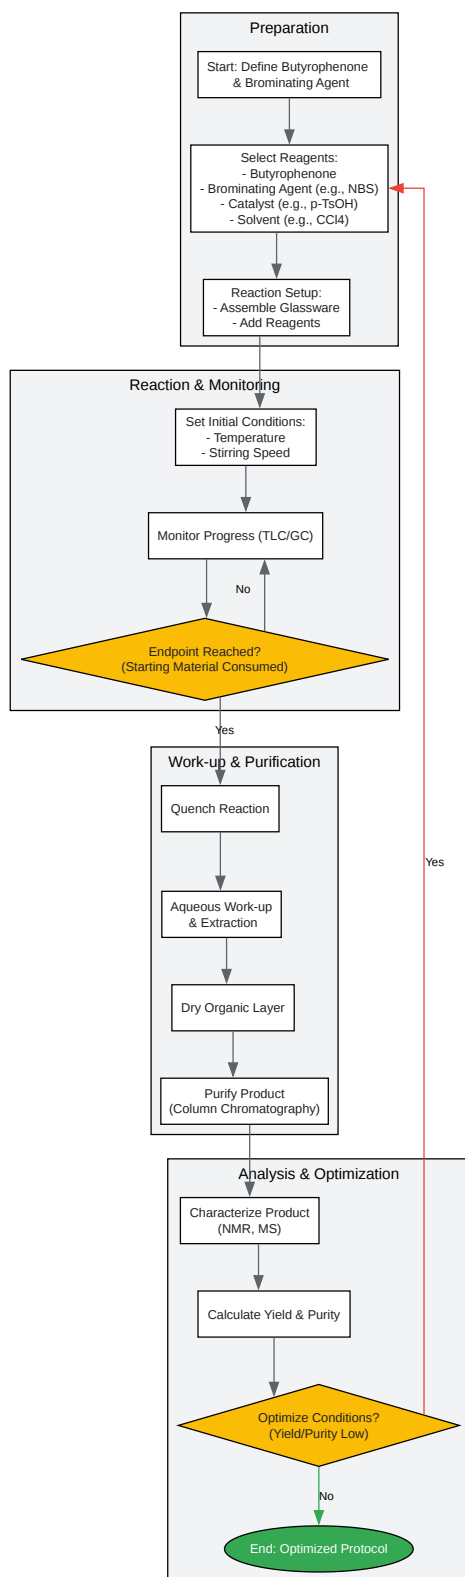 Preparation
Start: Define Butyrophenone
& Brominating Agent
Select Reagents:
- Butyrophenone
- Brominating Agent (e.g., NBS)
- Catalyst (e.g., p-TsOH)
- Solvent (e.g., CCl4)
Reaction Setup:
- Assemble Glassware
- Add Reagents
Reaction & Monitoring
Set Initial Conditions:
- Temperature
- Stirring Speed
Monitor Progress (TLC/GC)
No
Endpoint Reached?
(Starting Material Consumed)
Yes
Work-up & Purification
Quench Reaction
Yes
Aqueous Work-up
& Extraction
Dry Organic Layer
Purify Product
(Column Chromatography)
Analysis & Optimization
Characterize Product
(NMR, MS)
Calculate Yield & Purity
Optimize Conditions?
(Yield/Purity Low)
No
End: Optimized Protocol